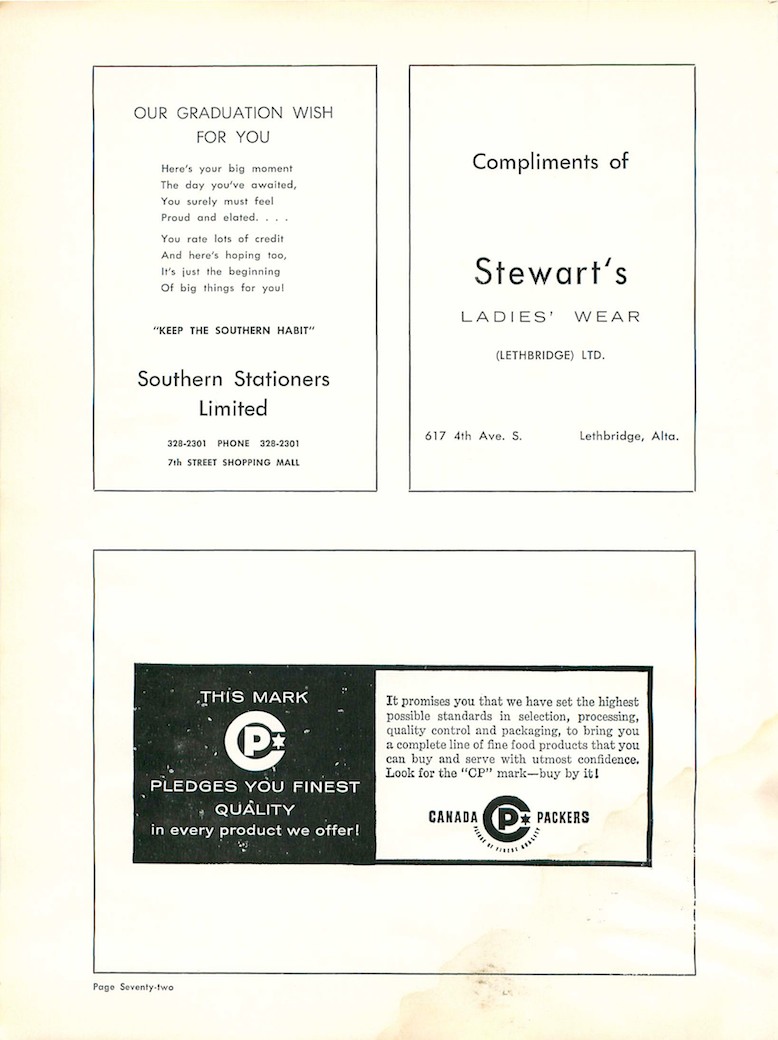 OUR GRADUATION WISH
FOR YOU
Here's your big moment
The day you've awaited,
You surely must feel
Proud and elated. . . .
You rate lots of credit
And here's hoping too,
It's just the beginning
Of big things for you!
"KEEP THE SOUTHERN HABIT"
Southern Stationers
Limited
328-2301 PHONE 328-2301
7th STREET SHOPPING MALL
Compliments of
Stewart's
LADIES' WEAR
(LETHBRIDGE) LTD.
617 4th Ave. S. Lethbridge, Alta.
THIS MARK
CP
PLEDGES YOU FINEST
QUALITY
in every product we offer!
It promises you that we have set the highest
possible standards in selection, processing,
quality control and packaging, to bring you
a complete line of fine food products that you
can buy and serve with utmost confidence.
Look for the "CP" mark—buy by it!
CANADA CP PACKERS
PLEDGE OF FINEST QUALITY
Page Seventy-two